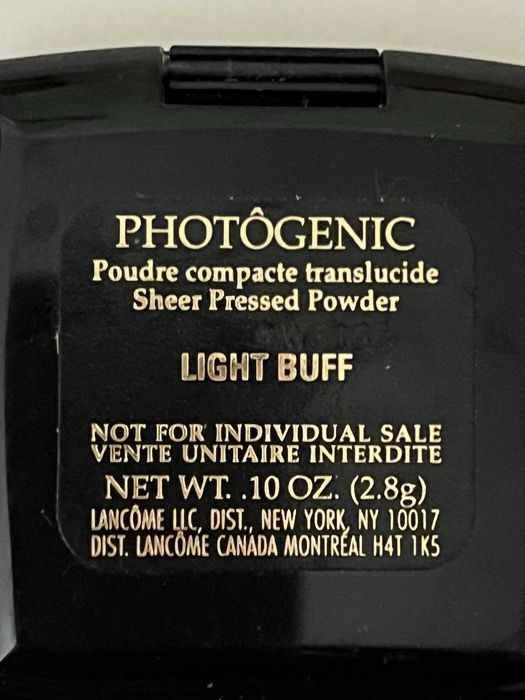 PHOTÔGENIC
Poudre compacte translucide
Sheer Pressed Powder
LIGHT BUFF
NOT FOR INDIVIDUAL SALE
VENTE UNITAIRE INTERDITE
NET WT. .10 OZ. (2.8g)
LANCÔME LLC, DIST., NEW YORK, NY 10017
DIST. LANCÔME CANADA MONTRÉAL H4T 1K5